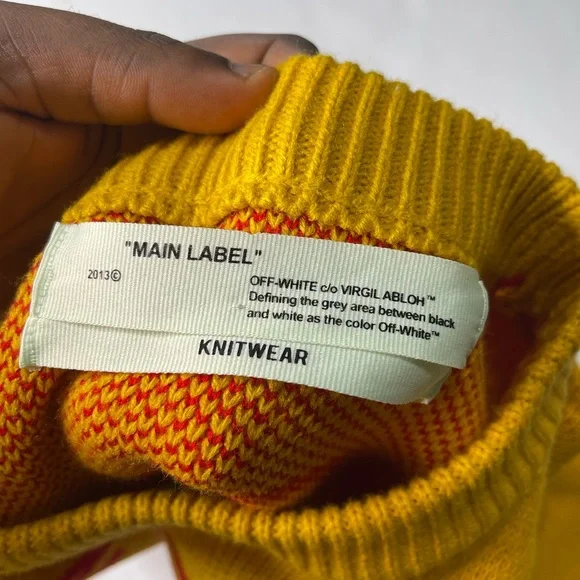 "MAIN LABEL"
2013©
OFF-WHITE c/o VIRGIL ABLOH™
Defining the grey area between black
and white as the color Off-White™
KNITWEAR